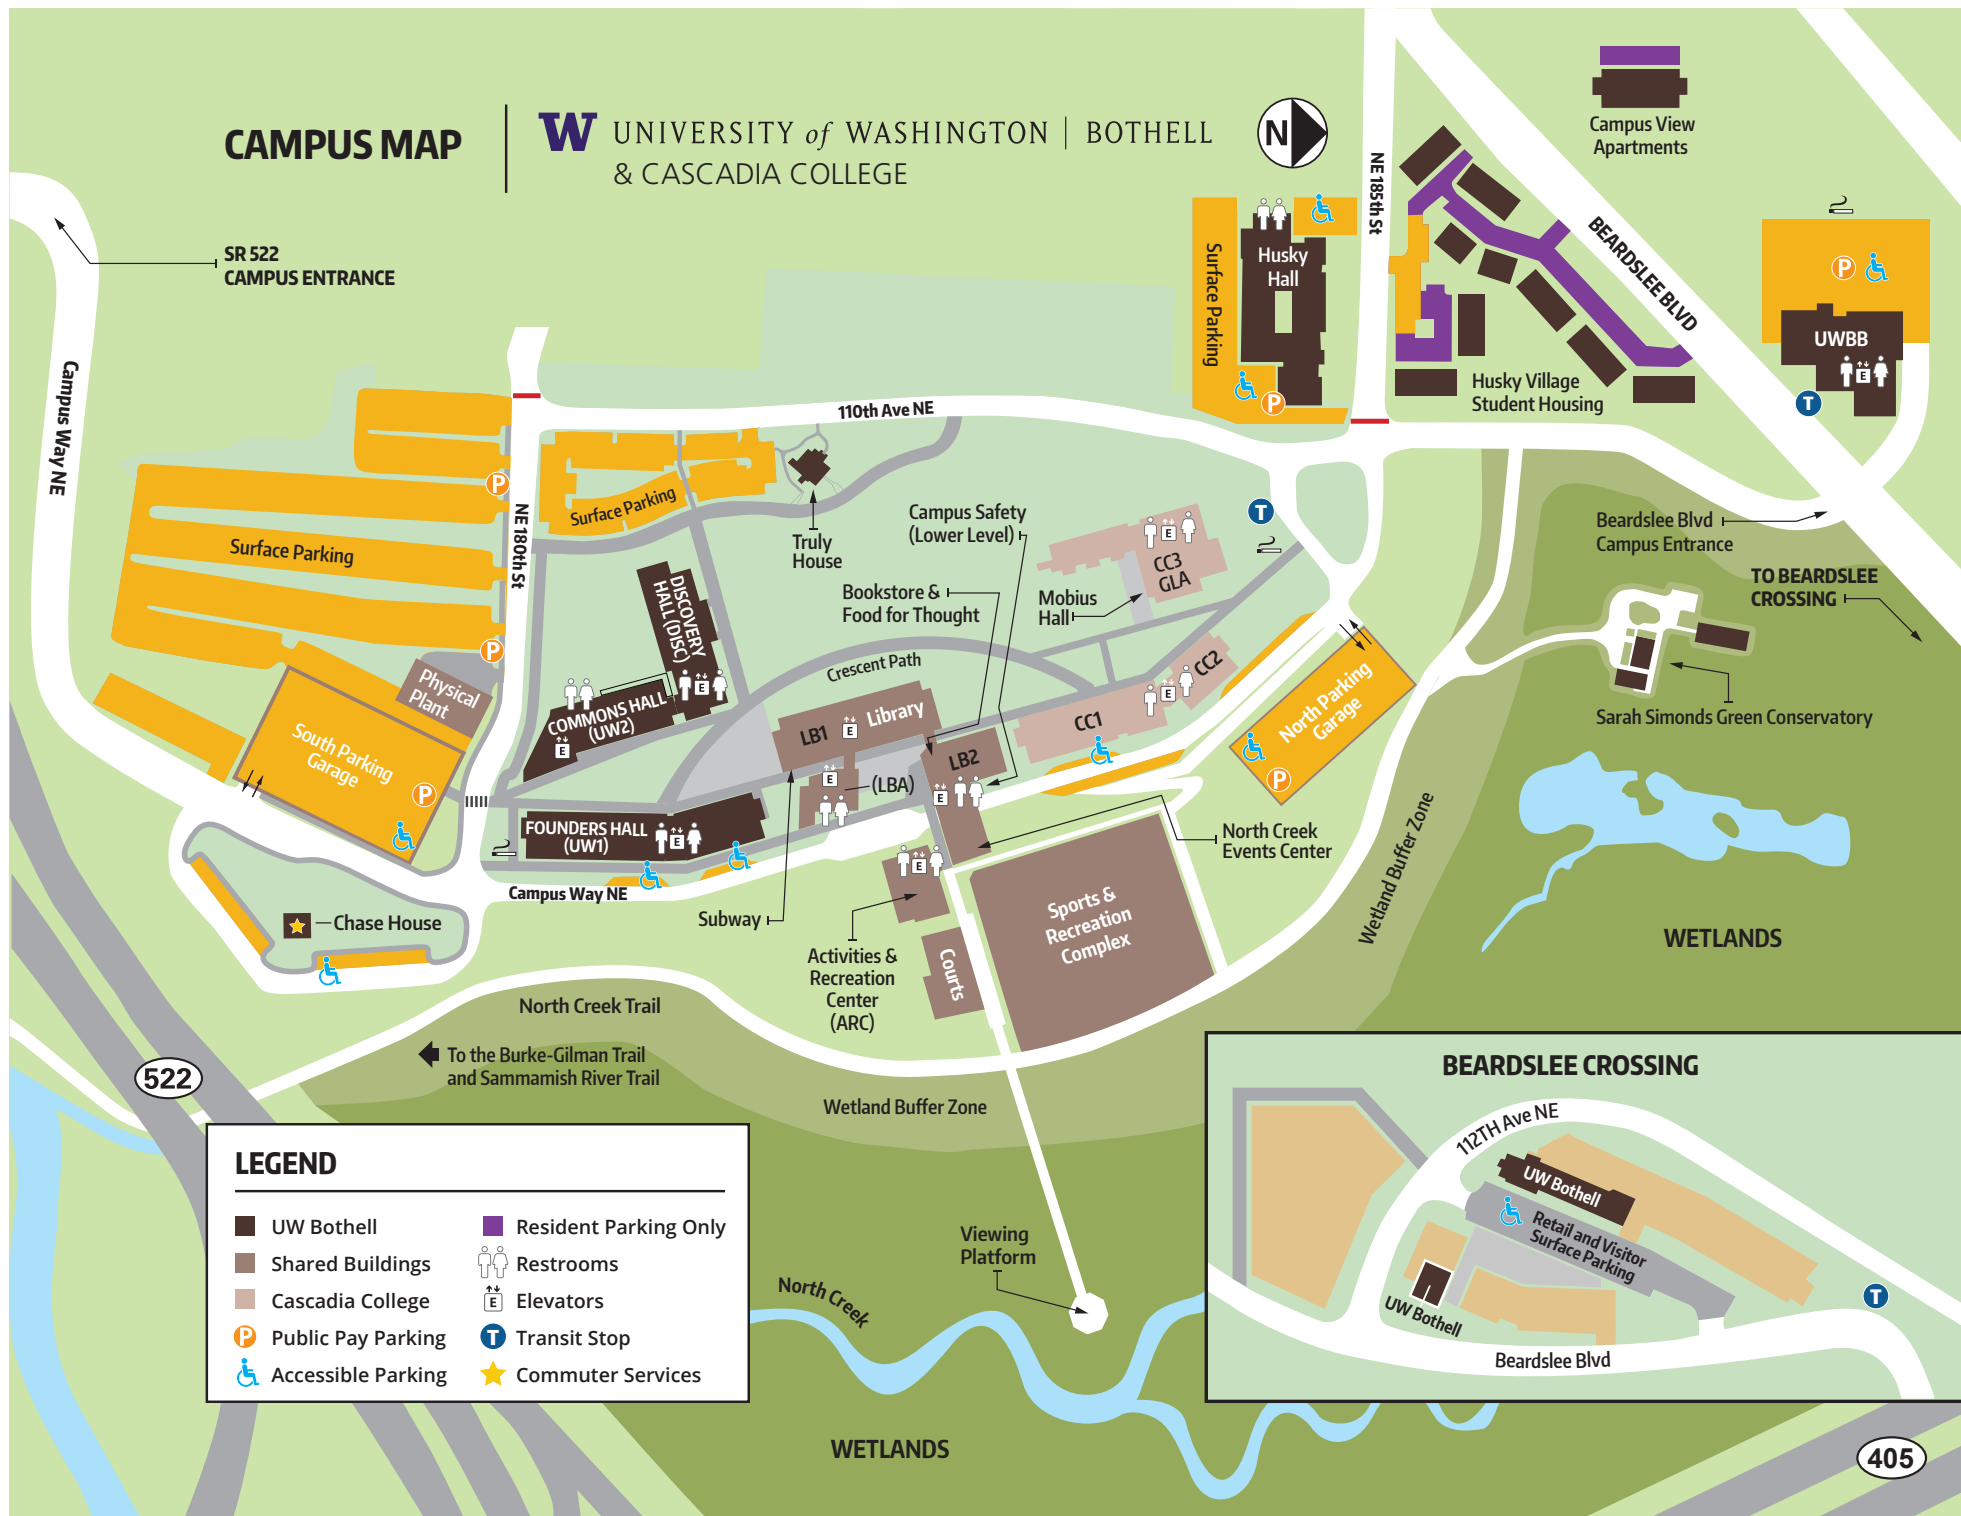 CAMPUS MAP
W UNIVERSITY of WASHINGTON | BOTHELL
& CASCADIA COLLEGE
N
Campus View
Apartments
SR 522
CAMPUS ENTRANCE
NE 185th St
BEARDSLEE BLVD
Surface Parking
Husky
Hall
P
P
UWBB
E
T
Husky Village
Student Housing
Campus Way NE
110th Ave NE
P
NE 180th St
Surface Parking
Surface Parking
P
Truly
House
Campus Safety
(Lower Level)
Bookstore &
Food for Thought
T
E
CC3
GLA
Mobius
Hall
Beardslee Blvd
Campus Entrance
TO BEARDSLEE
CROSSING
Sarah Simonds Green Conservatory
DISCOVERY
HALL (DISC)
E
COMMONS HALL
(UW2)
E
Physical
Plant
South Parking
Garage
P
Crescent Path
LB1
E
Library
E
(LBA)
LB2
E
CC1
E
CC2
North Parking
Garage
P
FOUNDERS HALL
(UW1)
E
Campus Way NE
Subway
North Creek
Events Center
Wetland Buffer Zone
WETLANDS
E
Chase House
Activities &
Recreation
Center
(ARC)
Courts
Sports &
Recreation
Complex
North Creek Trail
To the Burke-Gilman Trail
and Sammamish River Trail
522
Wetland Buffer Zone
Viewing
Platform
North Creek
WETLANDS
LEGEND
UW Bothell
Shared Buildings
Cascadia College
P Public Pay Parking
Accessible Parking
Resident Parking Only
Restrooms
E Elevators
T Transit Stop
Commuter Services
BEARDSLEE CROSSING
112TH Ave NE
UW Bothell
Retail and Visitor
Surface Parking
UW Bothell
T
Beardslee Blvd
405